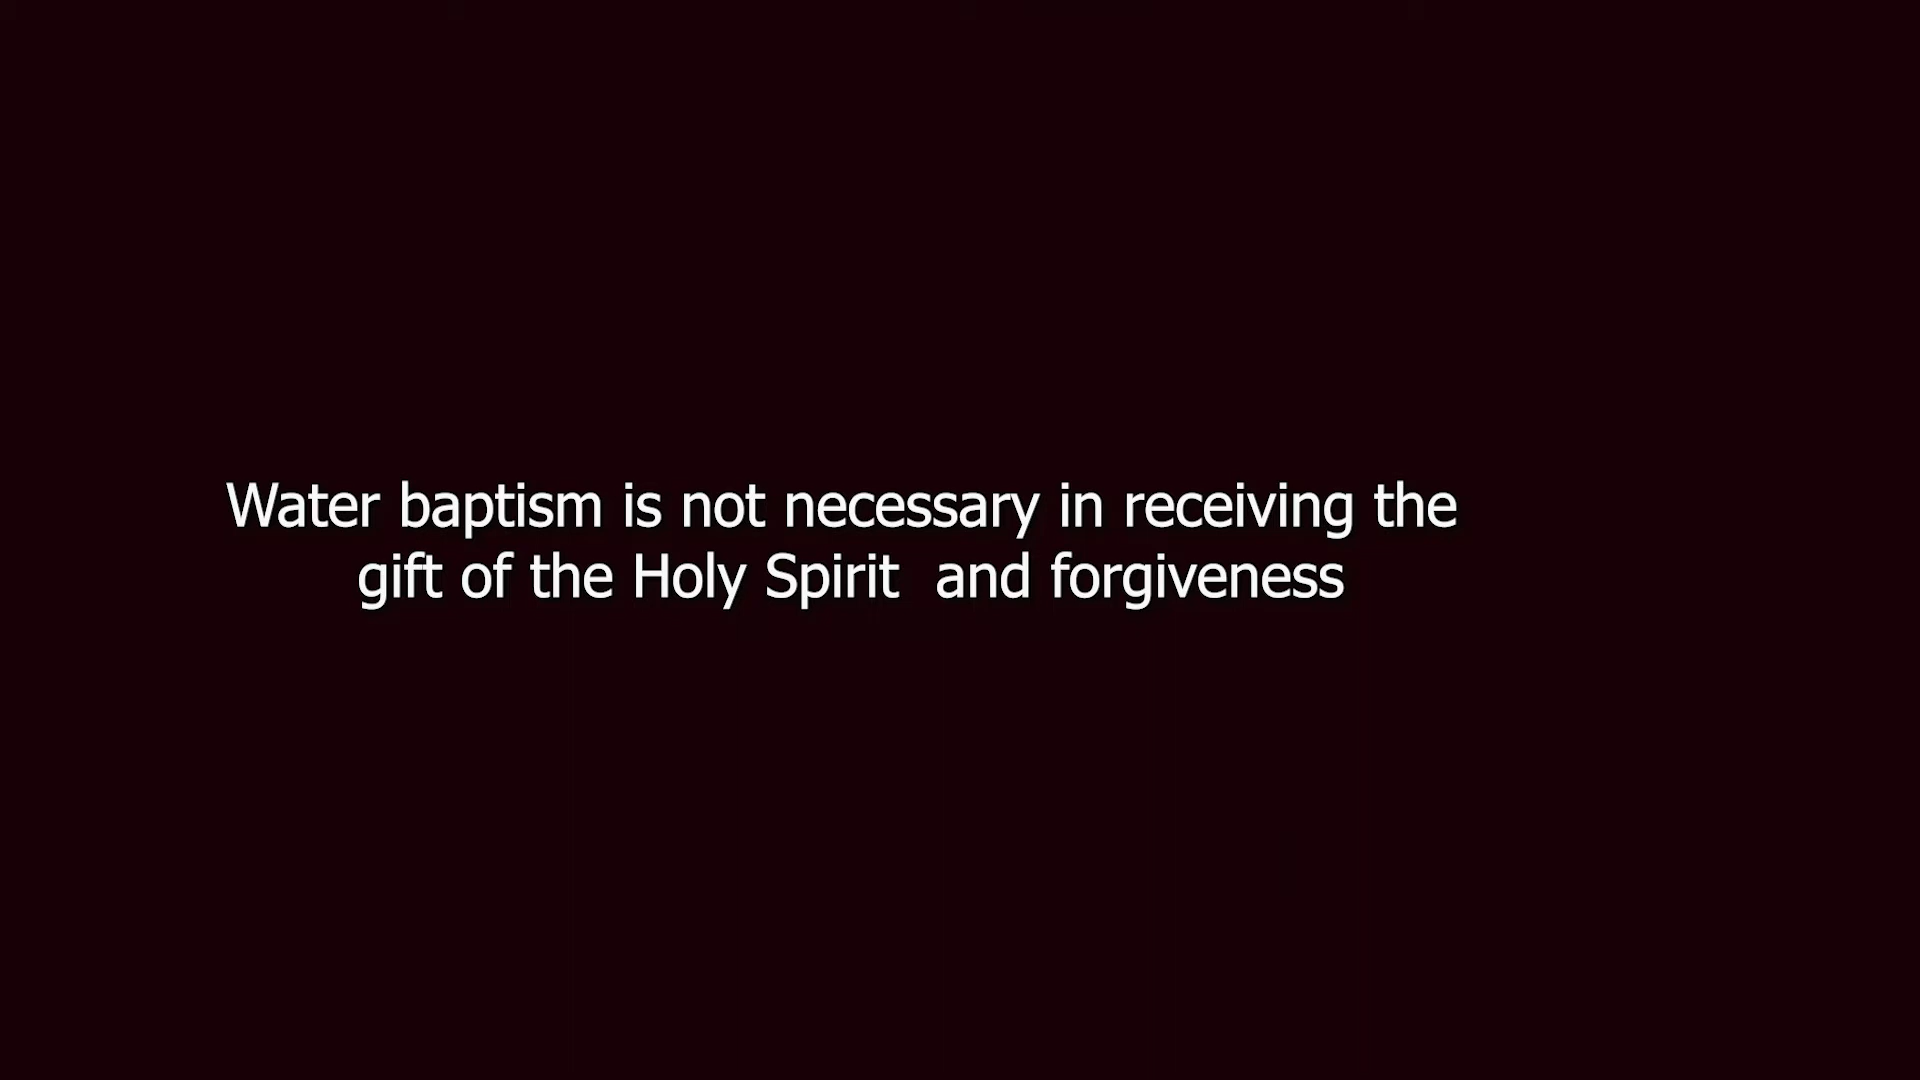 Water baptism is not necessary in receiving the
gift of the Holy Spirit  and forgiveness